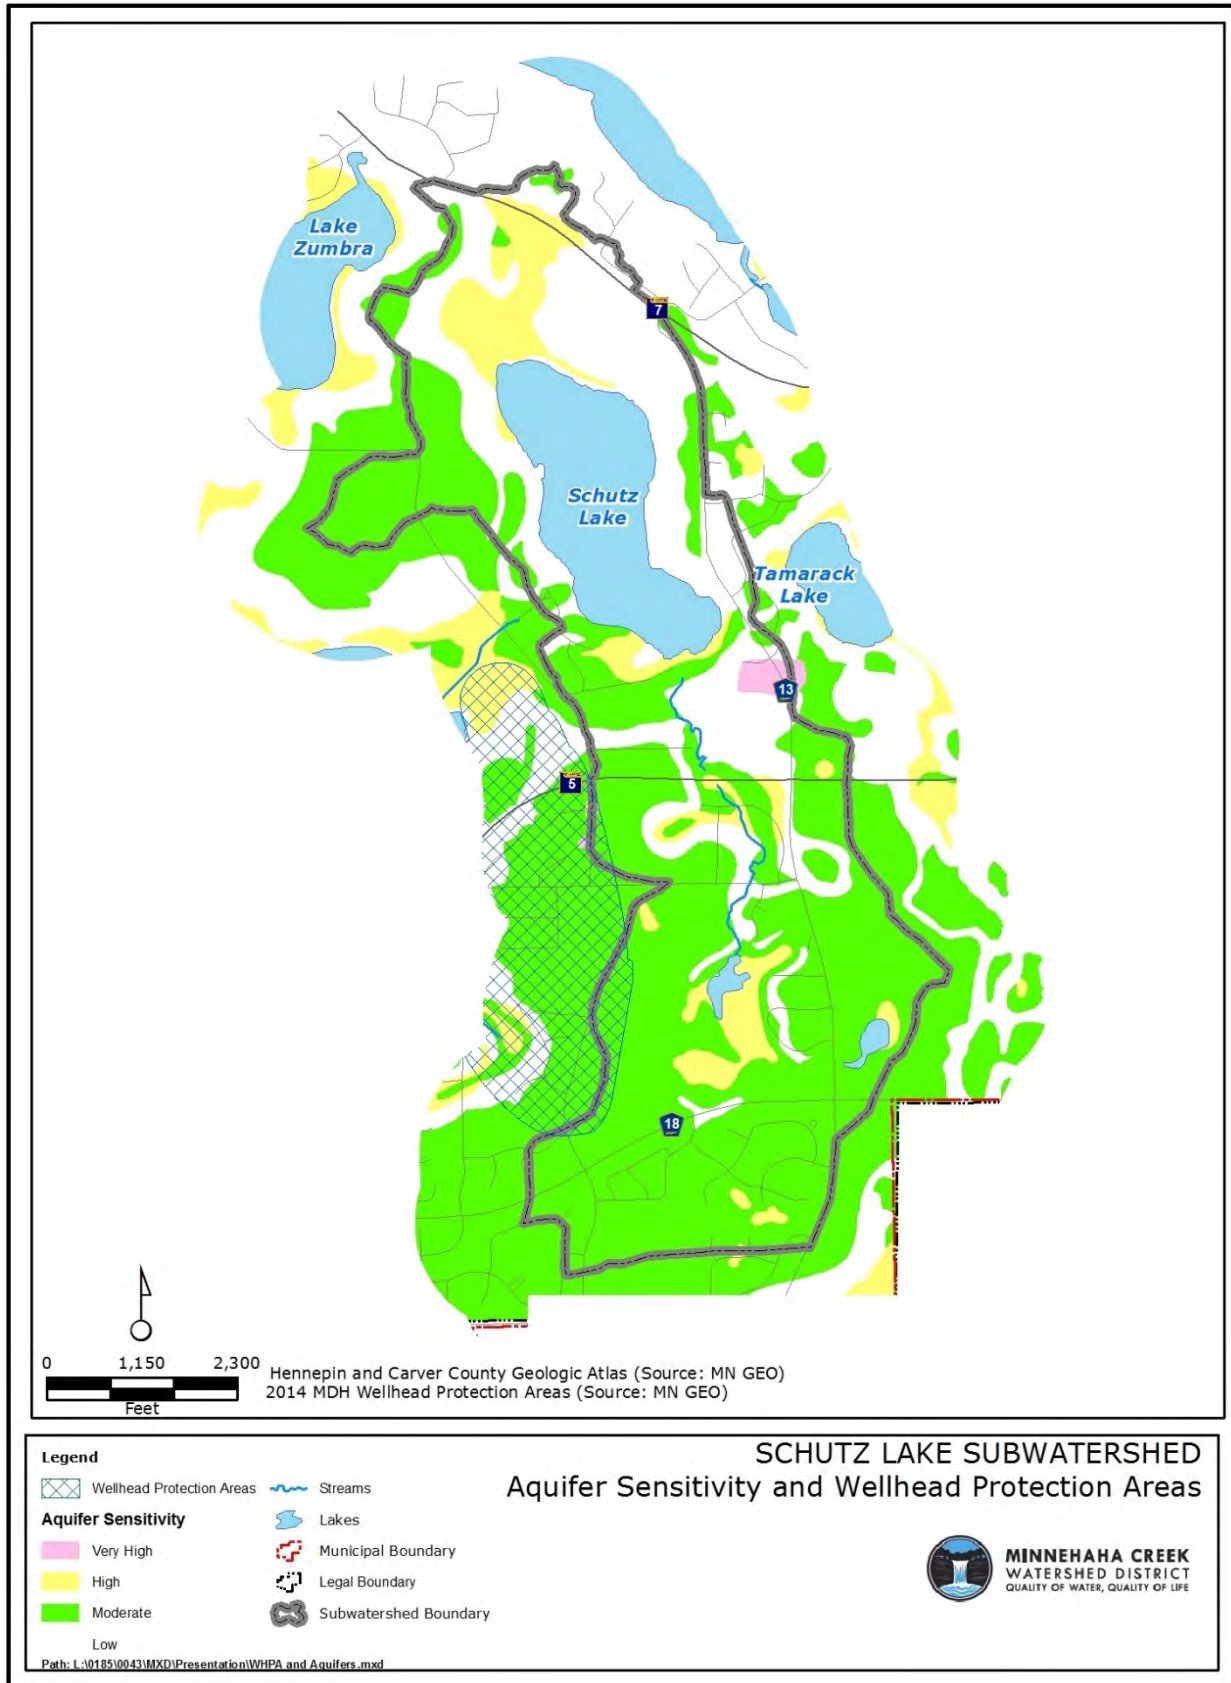 Lake
Zumbra
7
Schutz
Lake
Tamarack
Lake
13
5
18
0 1,150 2,300
Feet
Hennepin and Carver County Geologic Atlas (Source: MN GEO)
2014 MDH Wellhead Protection Areas (Source: MN GEO)
Legend
Wellhead Protection Areas
Streams
Aquifer Sensitivity
Lakes
Very High
Municipal Boundary
High
Legal Boundary
Moderate
Subwatershed Boundary
Low
Path: L:\0185\0043\MXD\Presentation\WHPA and Aquifers.mxd
SCHUTZ LAKE SUBWATERSHED
Aquifer Sensitivity and Wellhead Protection Areas
MINNEHAHA CREEK
WATERSHED DISTRICT
QUALITY OF WATER, QUALITY OF LIFE